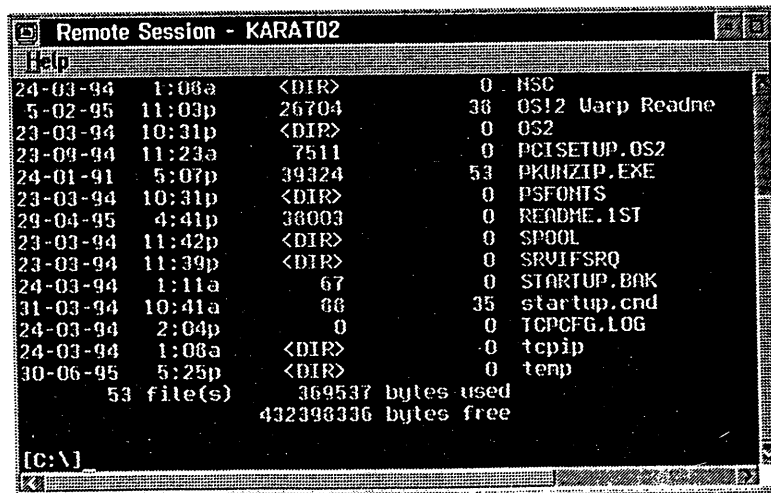 Remote Session - KARAT02
Help
24-03-94 1:08a <DIR> 0 NSC
5-02-95 11:03p 26704 38 OS!2 Warp Readme
23-03-94 10:31p <DIR> 0 OS2
23-09-94 11:23a 7511 0 PCISETUP.OS2
24-01-91 5:07p 39324 53 PKUNZIP.EXE
23-03-94 10:31p <DIR> 0 PSFONTS
29-04-95 4:41p 38003 0 README.1ST
23-03-94 11:42p <DIR> 0 SPOOL
23-03-94 11:39p <DIR> 0 SRVIFSRQ
24-03-94 1:11a 67 0 STARTUP.BAK
31-03-94 10:41a 88 35 startup.cmd
24-03-94 2:04p 0 0 TCPCFG.LOG
24-03-94 1:08a <DIR> 0 tcpip
30-06-95 5:25p <DIR> 0 temp
53 file(s) 369537 bytes used
432398336 bytes free
[C:\]